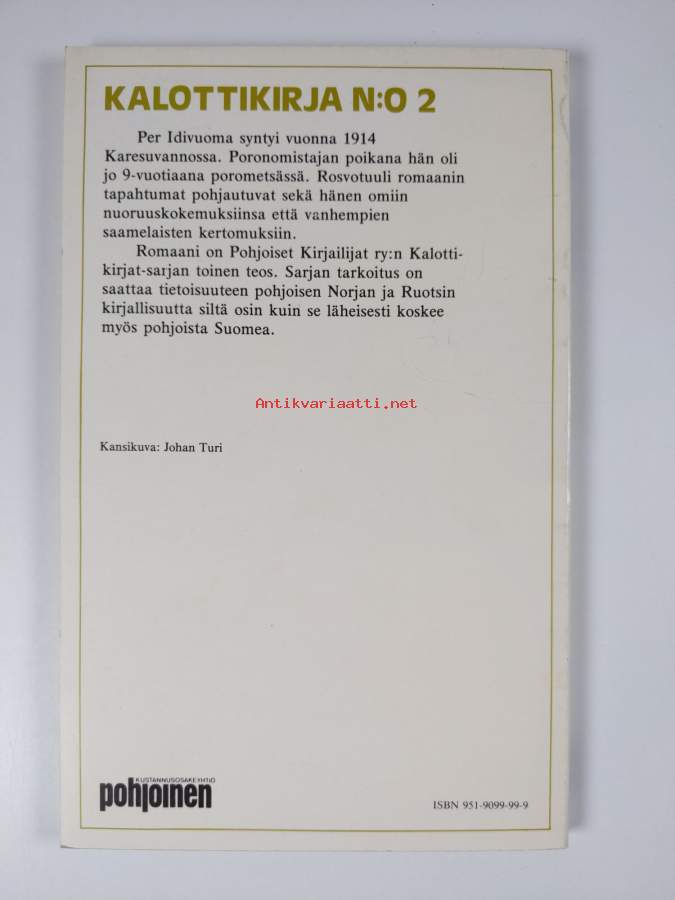 KALOTTIKIRJA N:O 2
Per Idivuoma syntyi vuonna 1914
Karesuvannossa. Poronomistajan poikana hän oli
jo 9-vuotiaana porometsässä. Rosvotuuli romaanin
tapahtumat pohjautuvat sekä hänen omiin
nuoruuskokemuksiinsa että vanhempien
saamelaisten kertomuksiin.
Romaani on Pohjoiset Kirjailijat ry:n Kalotti-
kirjat-sarjan toinen teos. Sarjan tarkoitus on
saattaa tietoisuuteen pohjoisen Norjan ja Ruotsin
kirjallisuutta siltä osin kuin se läheisesti koskee
myös pohjoista Suomea.
Antikvariaatti.net
Kansikuva: Johan Turi
KUSTANNUSOSAKEYHTIÖ
pohjoinen
ISBN 951-9099-99-9